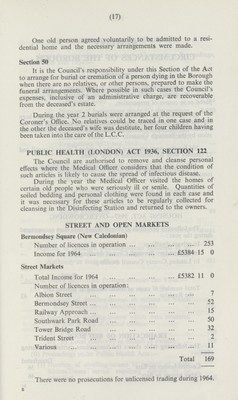 (17)
One old person agreed voluntarily to be admitted to a resi-
dential home and the necessary arrangements were made.
Section 50
It is the Council's responsibility under this Section of the Act
to arrange for burial or cremation of a person dying in the Borough
when there are no relatives, or other persons, prepared to make the
funeral arrangements. Where possible in such cases the Council's
expenses, inclusive of an administrative charge, are recoverable
from the deceased's estate.
During the year 2 burials were arranged at the request of the
Coroner's Office. No relatives could be traced in one case and in
the other the deceased's wife was destitute, her four children having
been taken into the care of the L.C.C.
PUBLIC HEALTH (LONDON) ACT 1936, SECTION 122
The Council are authorised to remove and cleanse personal
effects where the Medical Officer considers that the condition of
such articles is likely to cause the spread of infectious disease.
During the year the Medical Officer visited the homes of
certain old people who were seriously ill or senile. Quantities of
soiled bedding and personal clothing were found in each case and
it was necessary for these articles to be regularly collected for
cleansing in the Disinfecting Station and returned to the owners.
STREET AND OPEN MARKETS
Bermondsey Square (New Caledonian)
Number of licences in operation ... ... ... ... 253
Income for 1964 ... ... ... ... £5384 15 0
Street Markets
Total Income for 1964 ... ... ... £5382 11 0
Number of licences in operation:
Albion Street ... ... ... ... ... 7
Bermondsey Street ... ... ... ... ... 52
Railway Approach ... ... ... ... ... 15
Southwark Park Road ... ... ... ... 50
Tower Bridge Road ... ... ... ... 32
Trident Street ... ... ... ... ... 2
Various ... ... ... ... ... 11
Total 169
There were no prosecutions for unlicensed trading during 1964.